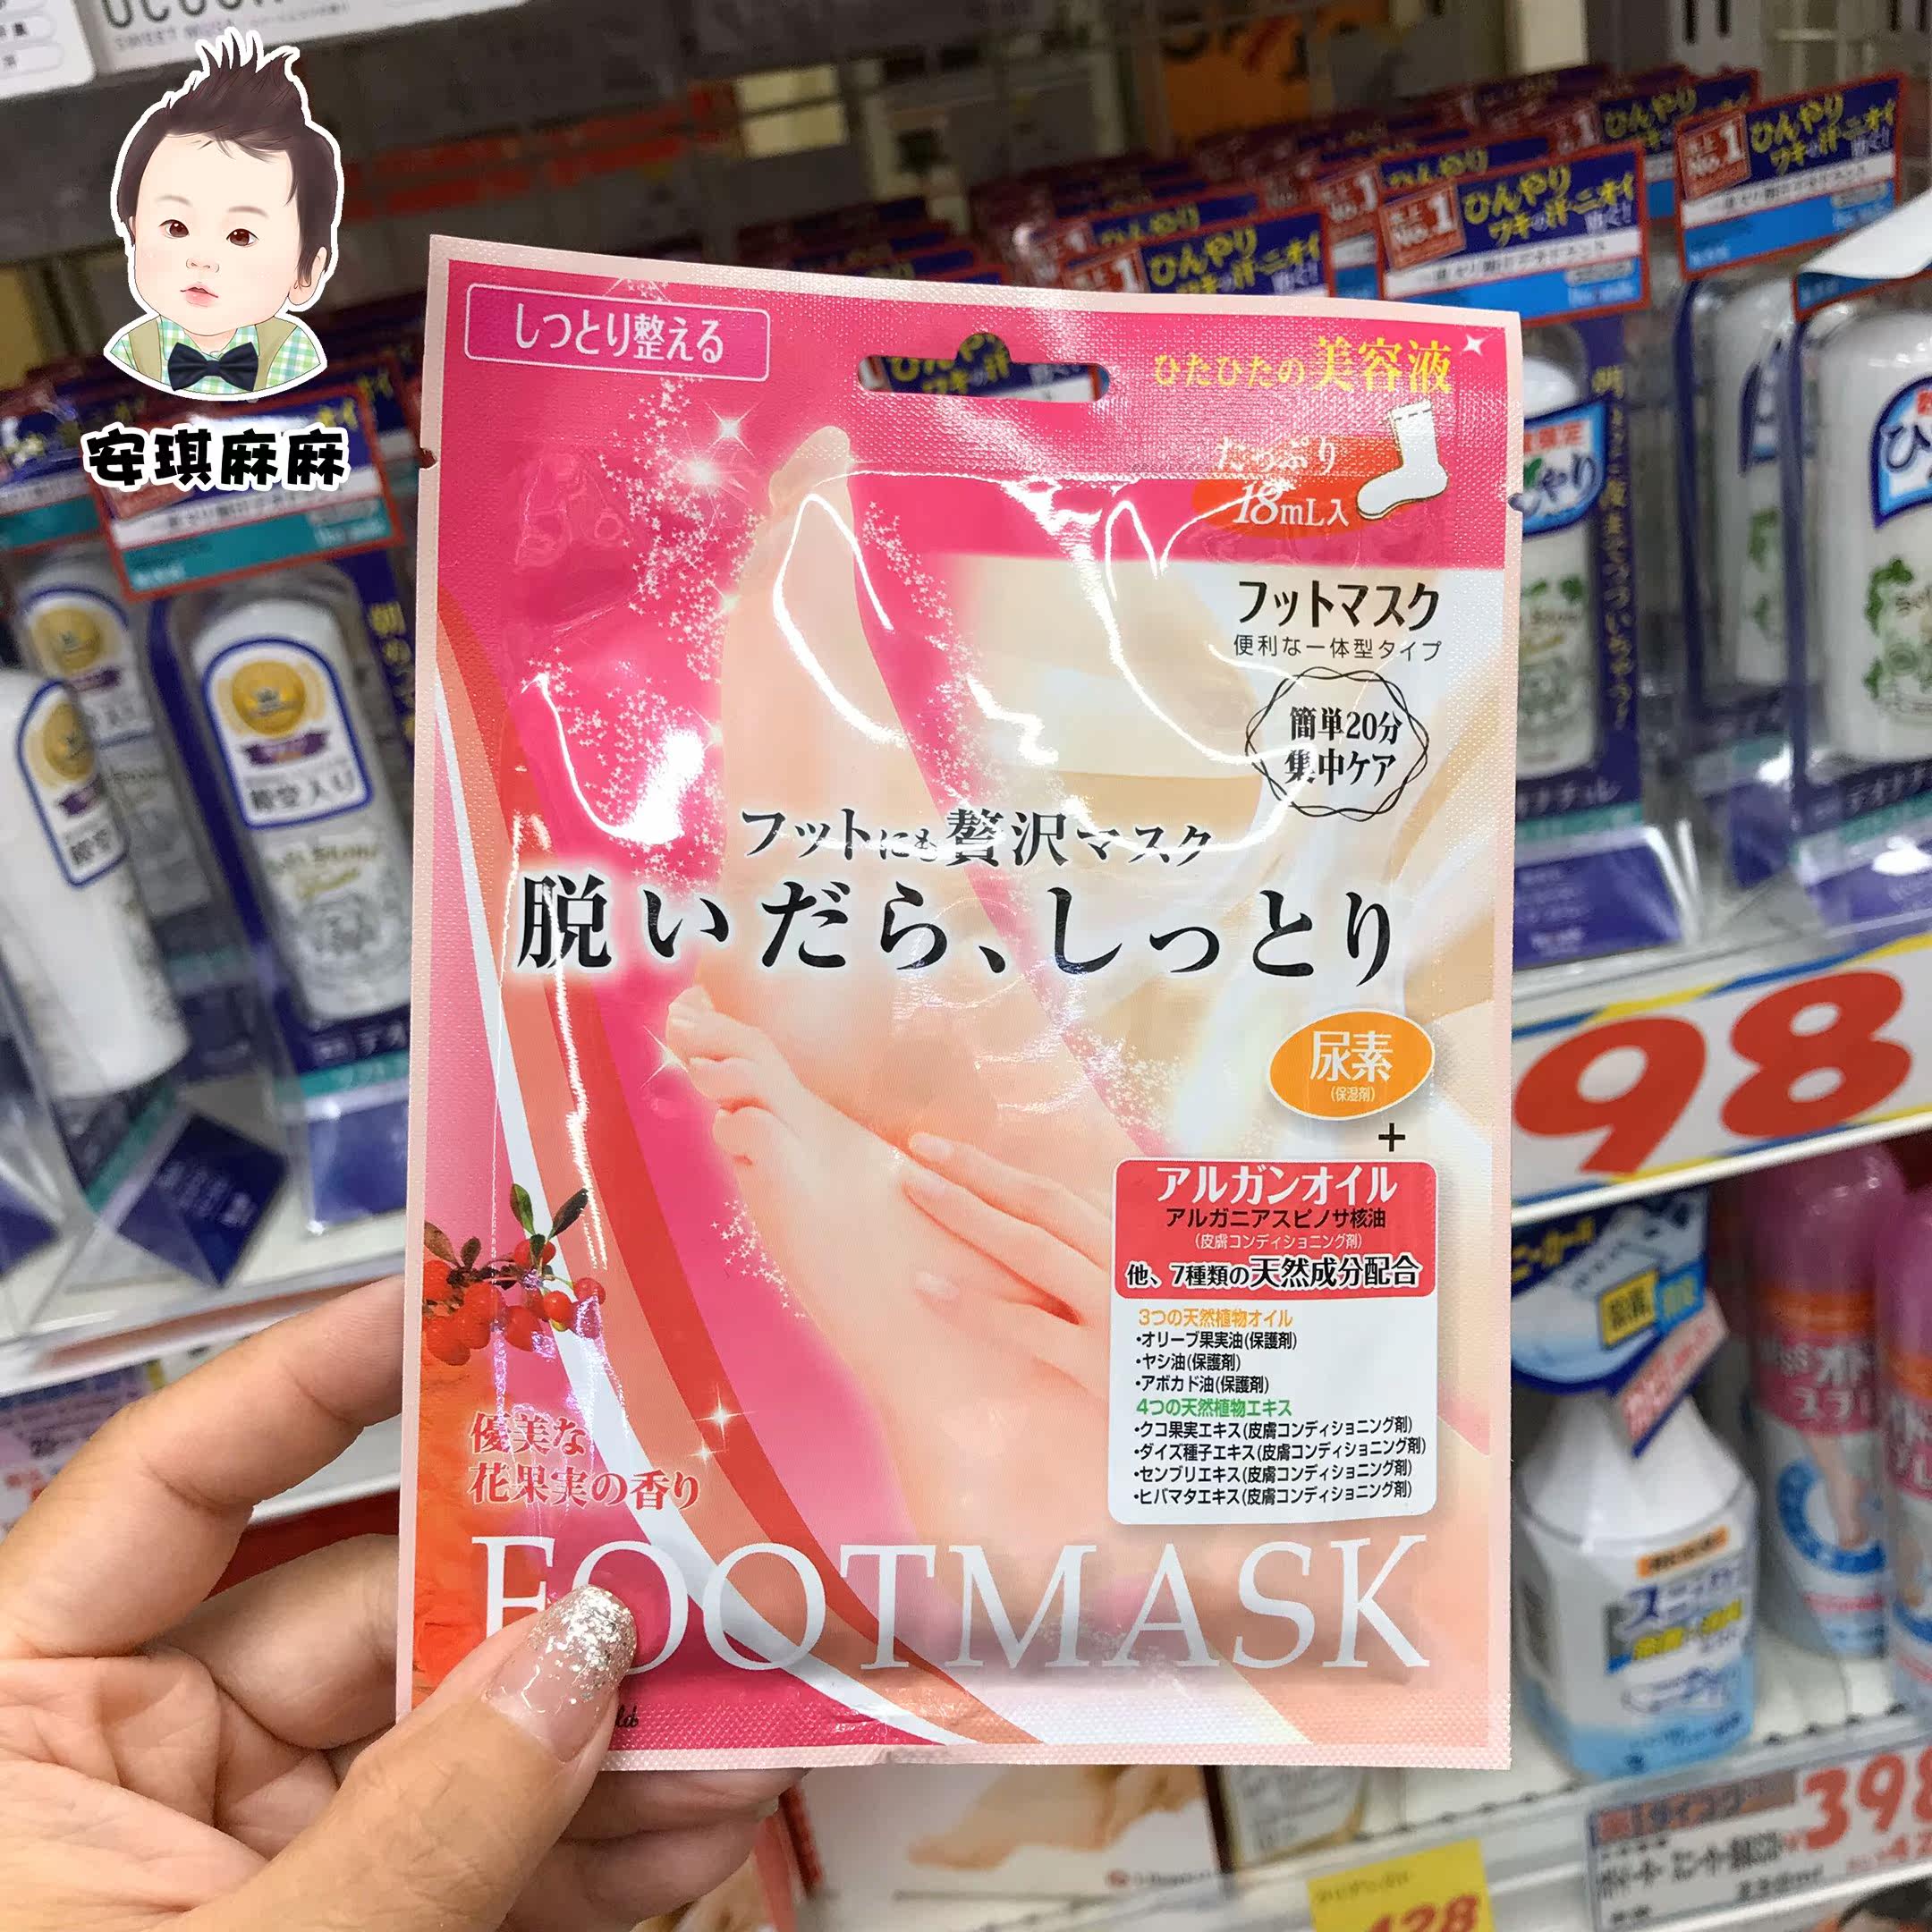 安琪麻麻
しっとり整える
ひたひたの美容液
たっぷり
18mL入
フットマスク
便利な一体型タイプ
簡単20分
集中ケア
フットにも贅沢マスク
脱いだら、しっとり
尿素
(保湿剤)
+
アルガンオイル
アルガニアスピノサ核油
(皮膚コンディショニング剤)
他、7種類の天然成分配合
3つの天然植物オイル
・オリーブ果実油(保護剤)
・ヤシ油(保護剤)
・アボカド油(保護剤)
4つの天然植物エキス
・クコ果実エキス(皮膚コンディショニング剤)
・ダイズ種子エキス(皮膚コンディショニング剤)
・センブリエキス(皮膚コンディショニング剤)
・ヒバマタエキス(皮膚コンディショニング剤)
優美な
花果実の香り
FOOTMASK
No.1
ひんやり
ワキの汗・ニオイ
防ぐ!
98
398
428